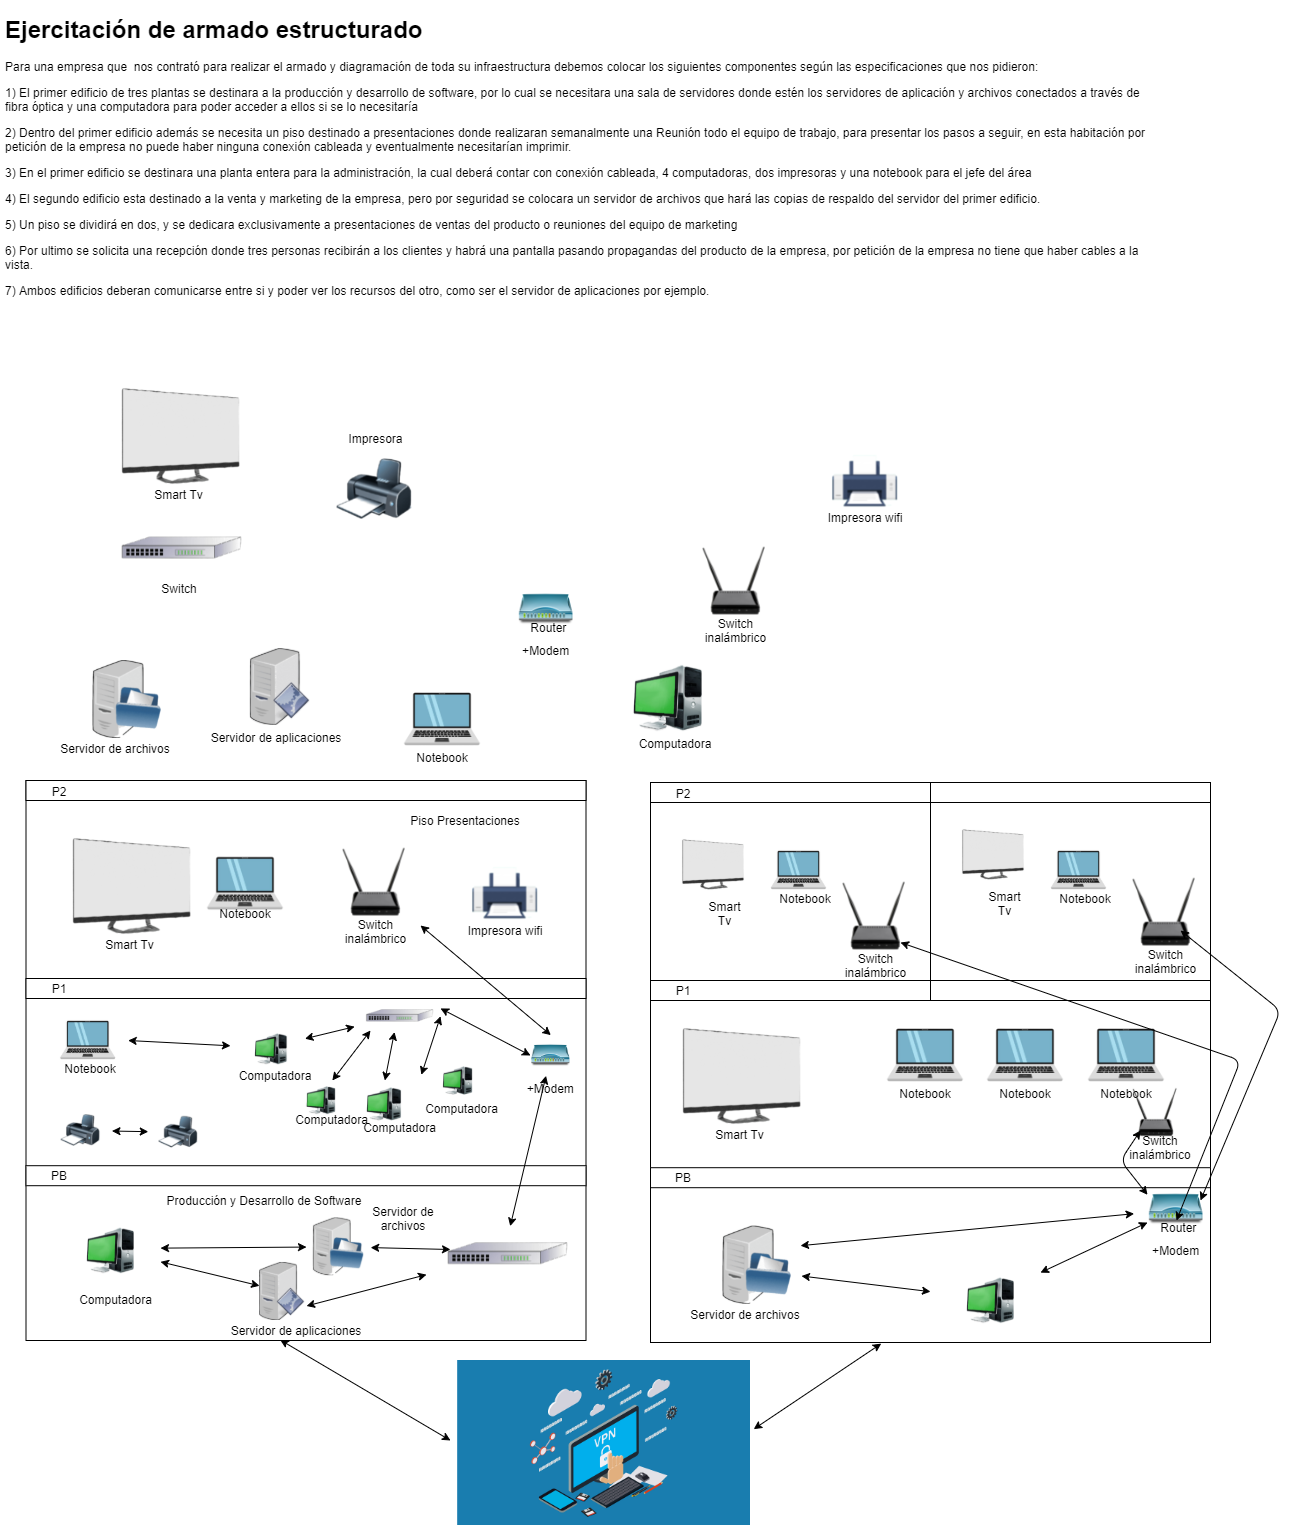 Ejercitación de armado estructurado
Para una empresa que  nos contrató para realizar el armado y diagramación de toda su infraestructura debemos colocar los siguientes componentes según las especificaciones que nos pidieron:
1) El primer edificio de tres plantas se destinara a la producción y desarrollo de software, por lo cual se necesitara una sala de servidores donde estén los servidores de aplicación y archivos conectados a través de
fibra óptica y una computadora para poder acceder a ellos si se lo necesitaría
2) Dentro del primer edificio además se necesita un piso destinado a presentaciones donde realizaran semanalmente una Reunión todo el equipo de trabajo, para presentar los pasos a seguir, en esta habitación por
petición de la empresa no puede haber ninguna conexión cableada y eventualmente necesitarían imprimir.
3) En el primer edificio se destinara una planta entera para la administración, la cual deberá contar con conexión cableada, 4 computadoras, dos impresoras y una notebook para el jefe del área
4) El segundo edificio esta destinado a la venta y marketing de la empresa, pero por seguridad se colocara un servidor de archivos que hará las copias de respaldo del servidor del primer edificio.
5) Un piso se dividirá en dos, y se dedicara exclusivamente a presentaciones de ventas del producto o reuniones del equipo de marketing
6) Por ultimo se solicita una recepción donde tres personas recibirán a los clientes y habrá una pantalla pasando propagandas del producto de la empresa, por petición de la empresa no tiene que haber cables a la
vista.
7) Ambos edificios deberan comunicarse entre si y poder ver los recursos del otro, como ser el servidor de aplicaciones por ejemplo.
Impresora
Smart Tv
Impresora wifi
Switch
Switch
inalámbrico
Router
+Modem
Servidor de archivos
Servidor de aplicaciones
Notebook
Computadora
P2
Piso Presentaciones
Smart Tv
Notebook
Switch
inalámbrico
Impresora wifi
P1
Notebook
Computadora
Computadora
Computadora
Computadora
+Modem
PB
Producción y Desarrollo de Software
Servidor de
archivos
Computadora
Servidor de aplicaciones
P2
Smart
Tv
Notebook
Switch
inalámbrico
Smart
Tv
Notebook
Switch
inalámbrico
P1
Smart Tv
Notebook
Notebook
Notebook
Switch
inalámbrico
PB
Router
+Modem
Servidor de archivos
VPN